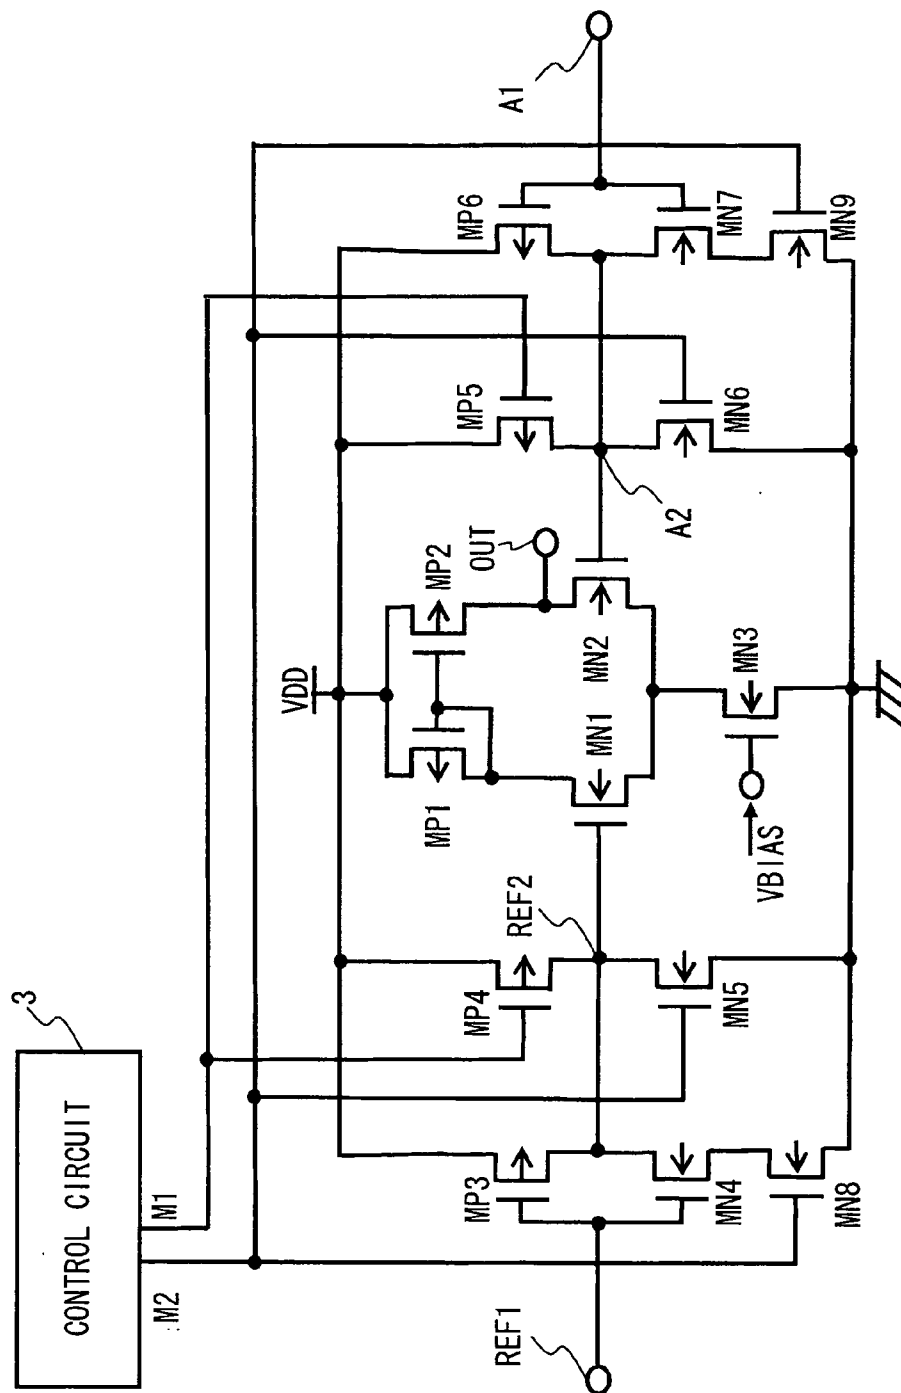 3
CONTROL CIRCUIT
M1
M2
VDD
REF1
MP3
MN4
MN8
MP4
REF2
MN5
MP1
MP2
OUT
MN1
MN2
VBIAS
MN3
A2
MP5
MN6
MP6
MN7
MN9
A1